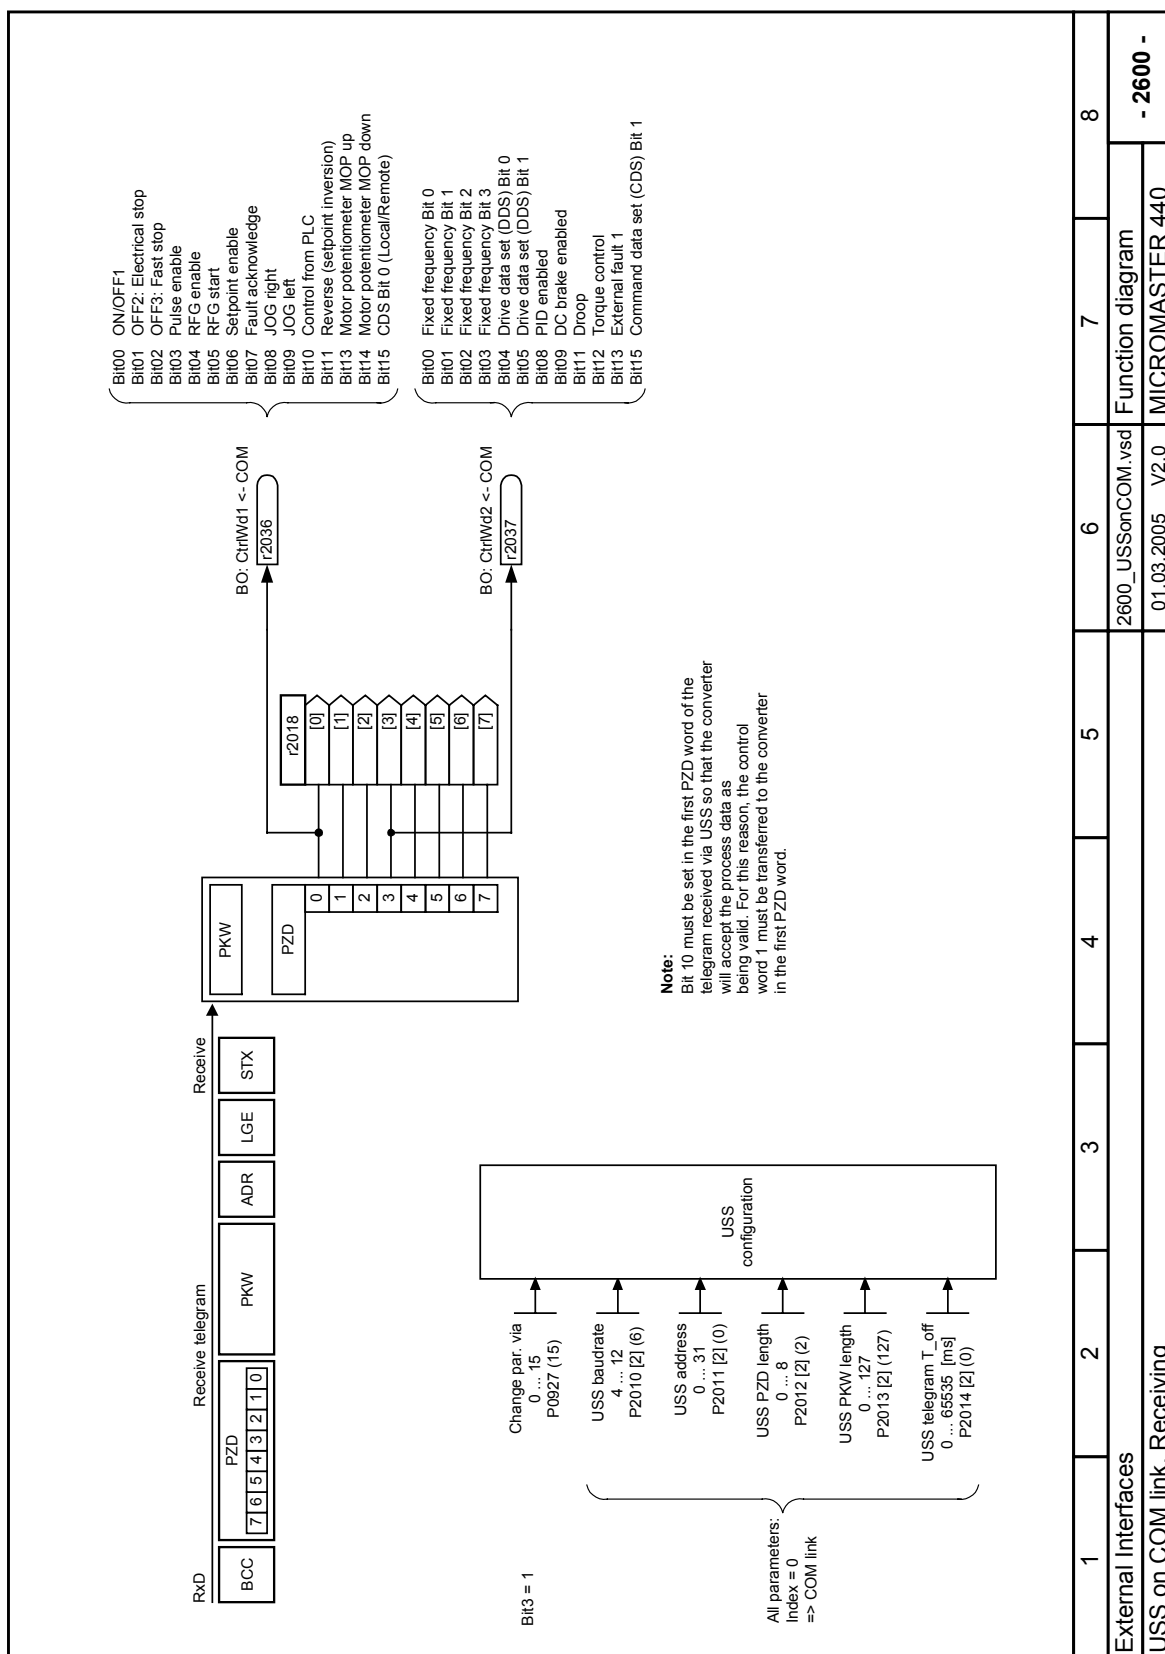 RxD
Receive telegram
Receive
BCC
PZD
7 6 5 4 3 2 1 0
PKW
ADR
LGE
STX
PKW
PZD
0
1
2
3
4
5
6
7
r2018
[0]
[1]
[2]
[3]
[4]
[5]
[6]
[7]
BO: CtrlWd1 <- COM
r2036
Bit00 ON/OFF1
Bit01 OFF2: Electrical stop
Bit02 OFF3: Fast stop
Bit03 Pulse enable
Bit04 RFG enable
Bit05 RFG start
Bit06 Setpoint enable
Bit07 Fault acknowledge
Bit08 JOG right
Bit09 JOG left
Bit10 Control from PLC
Bit11 Reverse (setpoint inversion)
Bit13 Motor potentiometer MOP up
Bit14 Motor potentiometer MOP down
Bit15 CDS Bit 0 (Local/Remote)
BO: CtrlWd2 <- COM
r2037
Bit00 Fixed frequency Bit 0
Bit01 Fixed frequency Bit 1
Bit02 Fixed frequency Bit 2
Bit03 Fixed frequency Bit 3
Bit04 Drive data set (DDS) Bit 0
Bit05 Drive data set (DDS) Bit 1
Bit08 PID enabled
Bit09 DC brake enabled
Bit11 Droop
Bit12 Torque control
Bit13 External fault 1
Bit15 Command data set (CDS) Bit 1
Bit3 = 1
Change par. via
0 ... 15
P0927 (15)
USS baudrate
4 ... 12
P2010 [2] (6)
USS address
0 ... 31
P2011 [2] (0)
USS PZD length
0 ... 8
P2012 [2] (2)
USS PKW length
0 ... 127
P2013 [2] (127)
USS telegram T_off
0 ... 65535 [ms]
P2014 [2] (0)
All parameters:
Index = 0
=> COM link
USS
configuration
Note:
Bit 10 must be set in the first PZD word of the
telegram received via USS so that the converter
will accept the process data as
being valid. For this reason, the control
word 1 must be transferred to the converter
in the first PZD word.
1 2 3 4 5 6 7 8
External Interfaces
2600_USSonCOM.vsd
Function diagram
- 2600 -
USS on COM link, Receiving
01.03.2005 V2.0
MICROMASTER 440